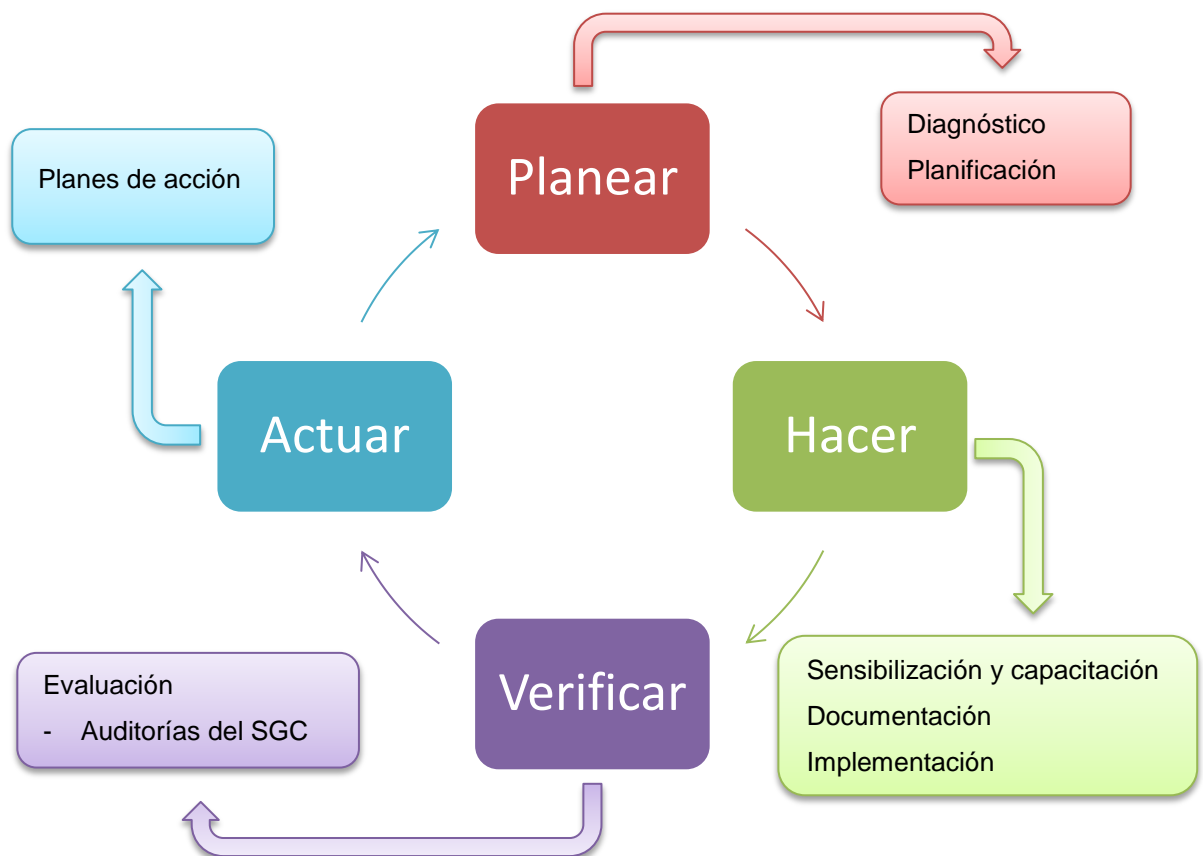 Planear
Diagnóstico
Planificación
Planes de acción
Actuar
Hacer
Sensibilización y capacitación
Documentación
Implementación
Verificar
Evaluación
- Auditorías del SGC